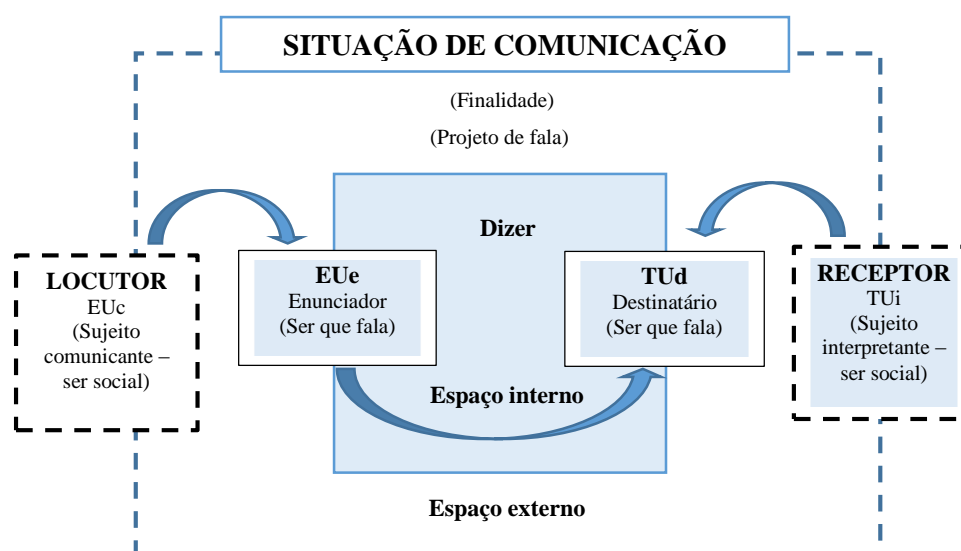 SITUAÇÃO DE COMUNICAÇÃO
(Finalidade)
(Projeto de fala)
Dizer
LOCUTOR
EUc
(Sujeito
comunicante –
ser social)
EUe
Enunciador
(Ser que fala)
TUd
Destinatário
(Ser que fala)
RECEPTOR
TUi
(Sujeito
interpretante –
ser social)
Espaço interno
Espaço externo